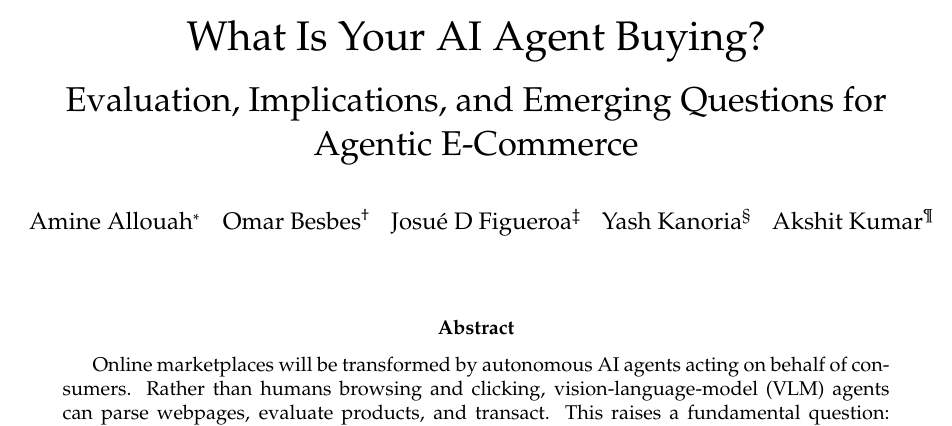 What Is Your AI Agent Buying?
Evaluation, Implications, and Emerging Questions for
Agentic E-Commerce
Amine Allouah* Omar Besbes† Josué D Figueroa‡ Yash Kanoria§ Akshit Kumar¶
Abstract
Online marketplaces will be transformed by autonomous AI agents acting on behalf of con-
sumers. Rather than humans browsing and clicking, vision-language-model (VLM) agents
can parse webpages, evaluate products, and transact. This raises a fundamental question: